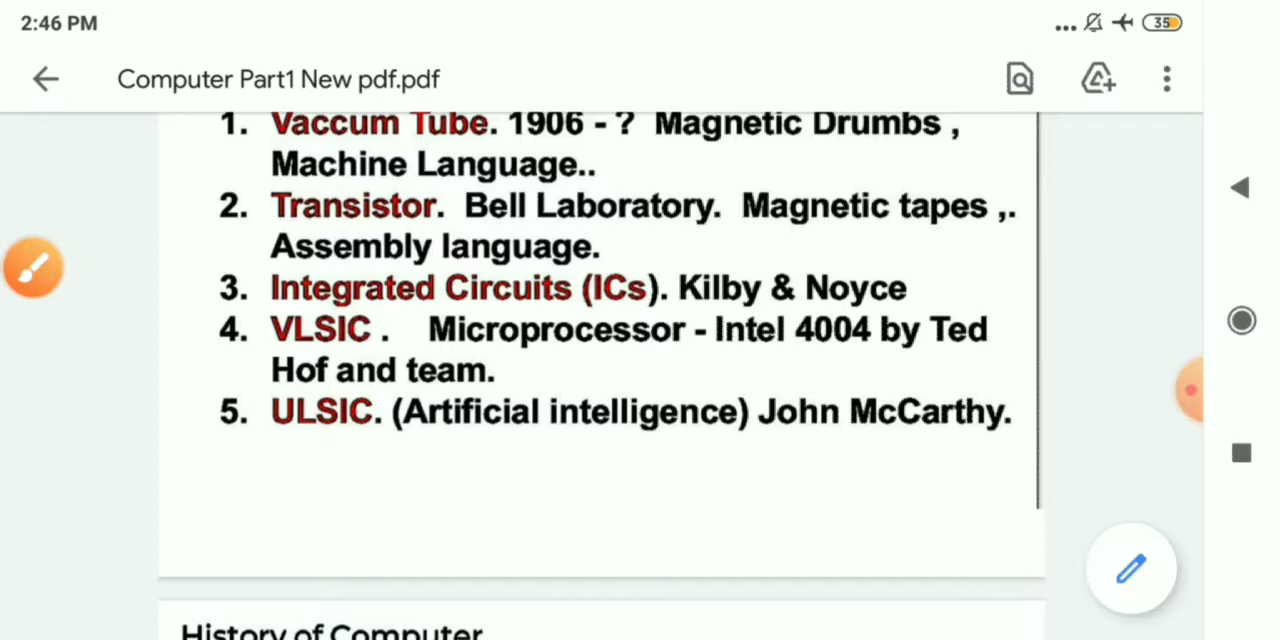 2:46 PM
35
Computer Part1 New pdf.pdf
1. Vaccum Tube. 1906 - ? Magnetic Drumbs ,
Machine Language..
2. Transistor. Bell Laboratory. Magnetic tapes ,.
Assembly language.
3. Integrated Circuits (ICs). Kilby & Noyce
4. VLSIC . Microprocessor - Intel 4004 by Ted
Hof and team.
5. ULSIC. (Artificial intelligence) John McCarthy.
History of Computer